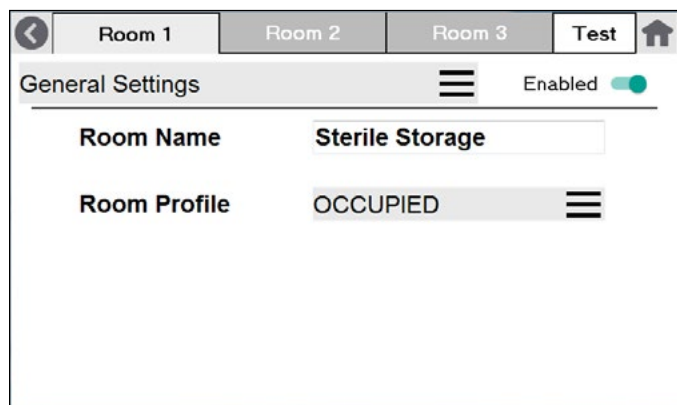 Room 1 Room 2 Room 3 Test
General Settings Enabled
Room Name Sterile Storage
Room Profile OCCUPIED